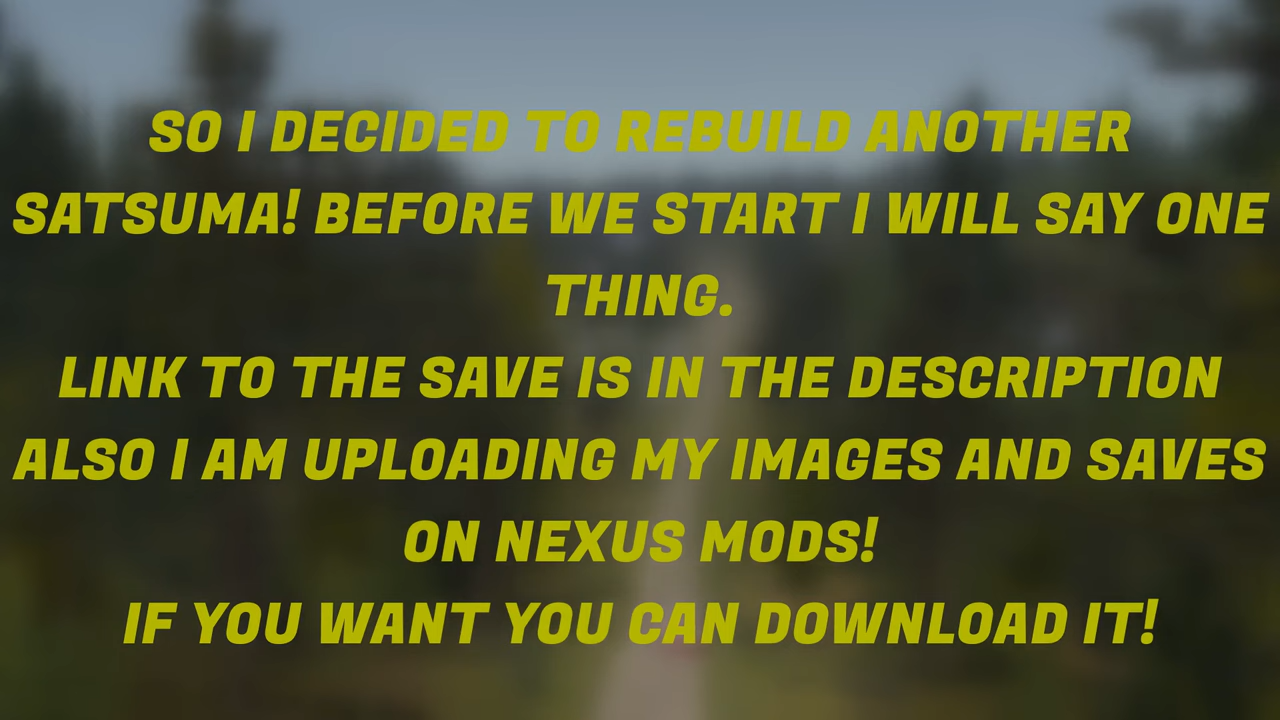 SO I DECIDED TO REBUILD ANOTHER
SATSUMA! BEFORE WE START I WILL SAY ONE
THING.
LINK TO THE SAVE IS IN THE DESCRIPTION
ALSO I AM UPLOADING MY IMAGES AND SAVES
ON NEXUS MODS!
IF YOU WANT YOU CAN DOWNLOAD IT!